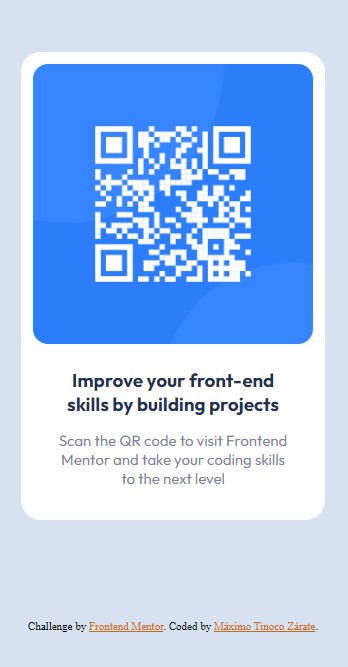 Improve your front-end
skills by building projects
Scan the QR code to visit Frontend
Mentor and take your coding skills
to the next level
Challenge by Frontend Mentor. Coded by Máximo Tinoco Zárate.